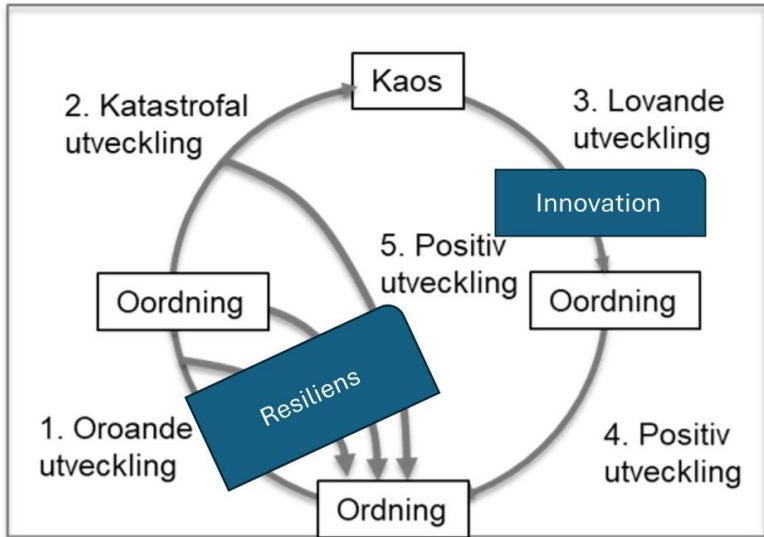 Kaos
2. Katastrofal
utveckling
3. Lovande
utveckling
Innovation
5. Positiv
utveckling
Oordning
Oordning
Resiliens
1. Oroande
utveckling
4. Positiv
utveckling
Ordning